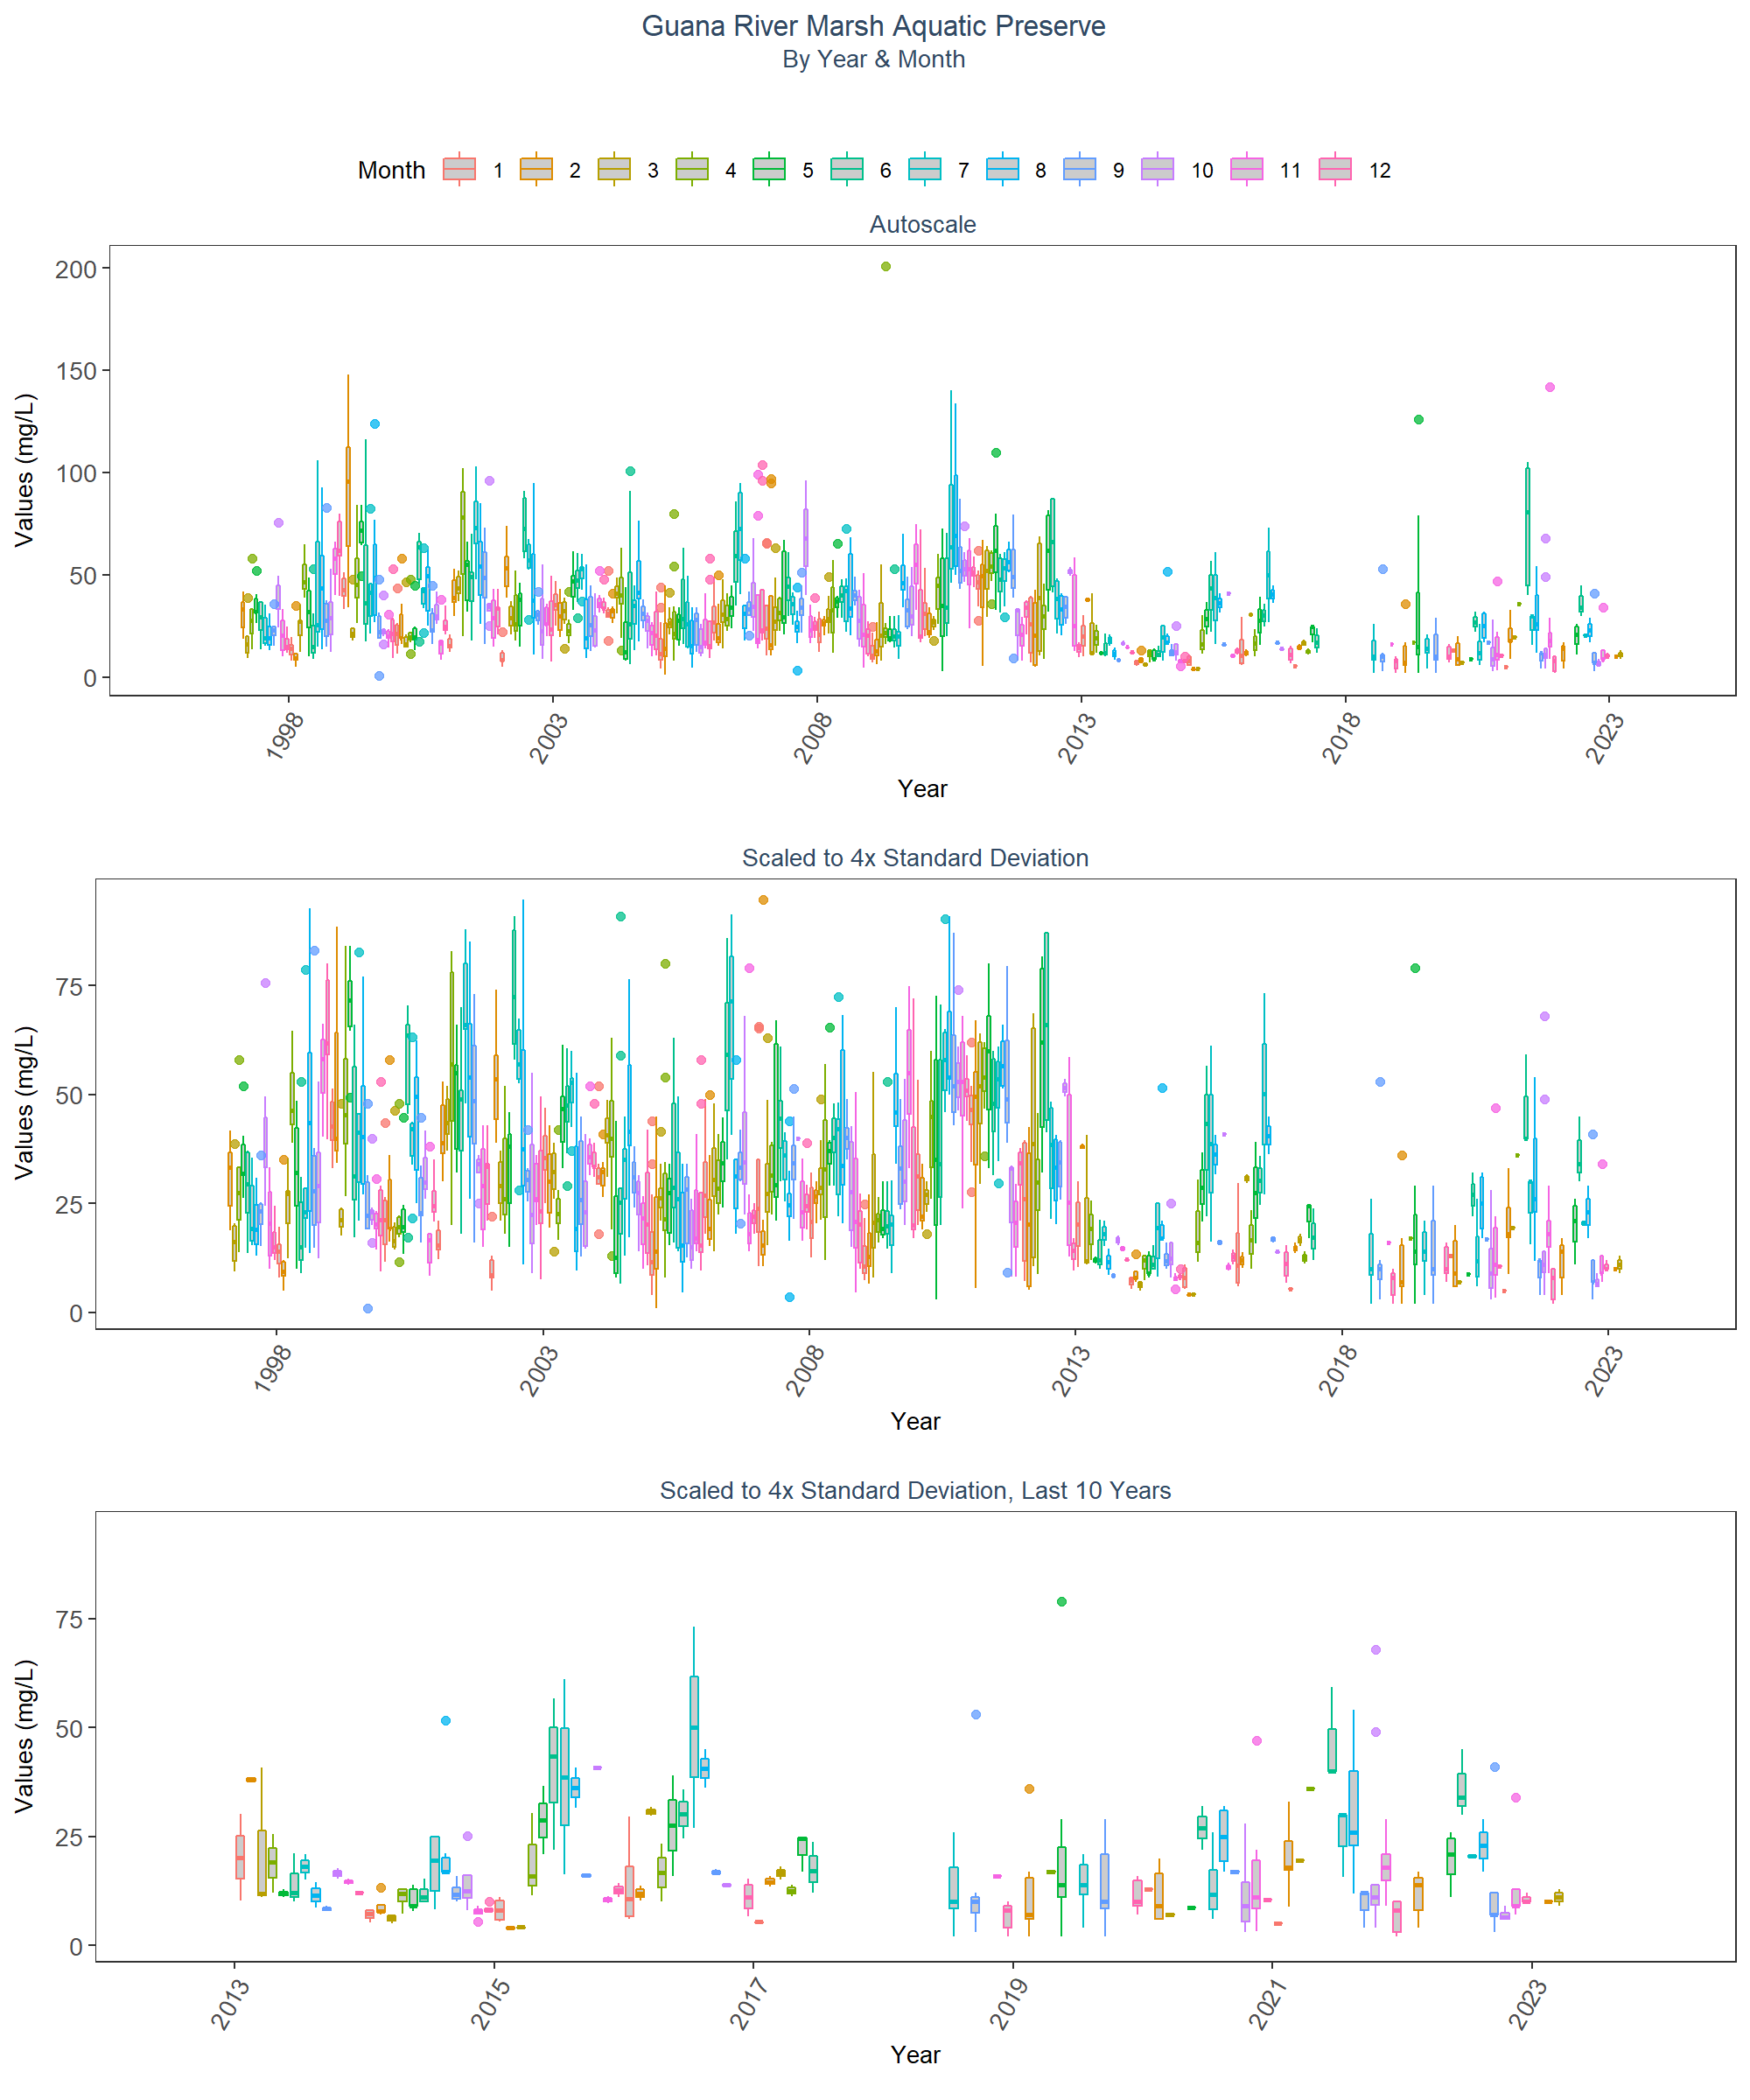 Guana River Marsh Aquatic Preserve
By Year & Month
Month 1 2 3 4 5 6 7 8 9 10 11 12
Autoscale
200
150
100
50
0
Values (mg/L)
1998 2003 2008 2013 2018 2023
Year
Scaled to 4x Standard Deviation
75
50
25
0
Values (mg/L)
1998 2003 2008 2013 2018 2023
Year
Scaled to 4x Standard Deviation, Last 10 Years
75
50
25
0
Values (mg/L)
2013 2015 2017 2019 2021 2023
Year